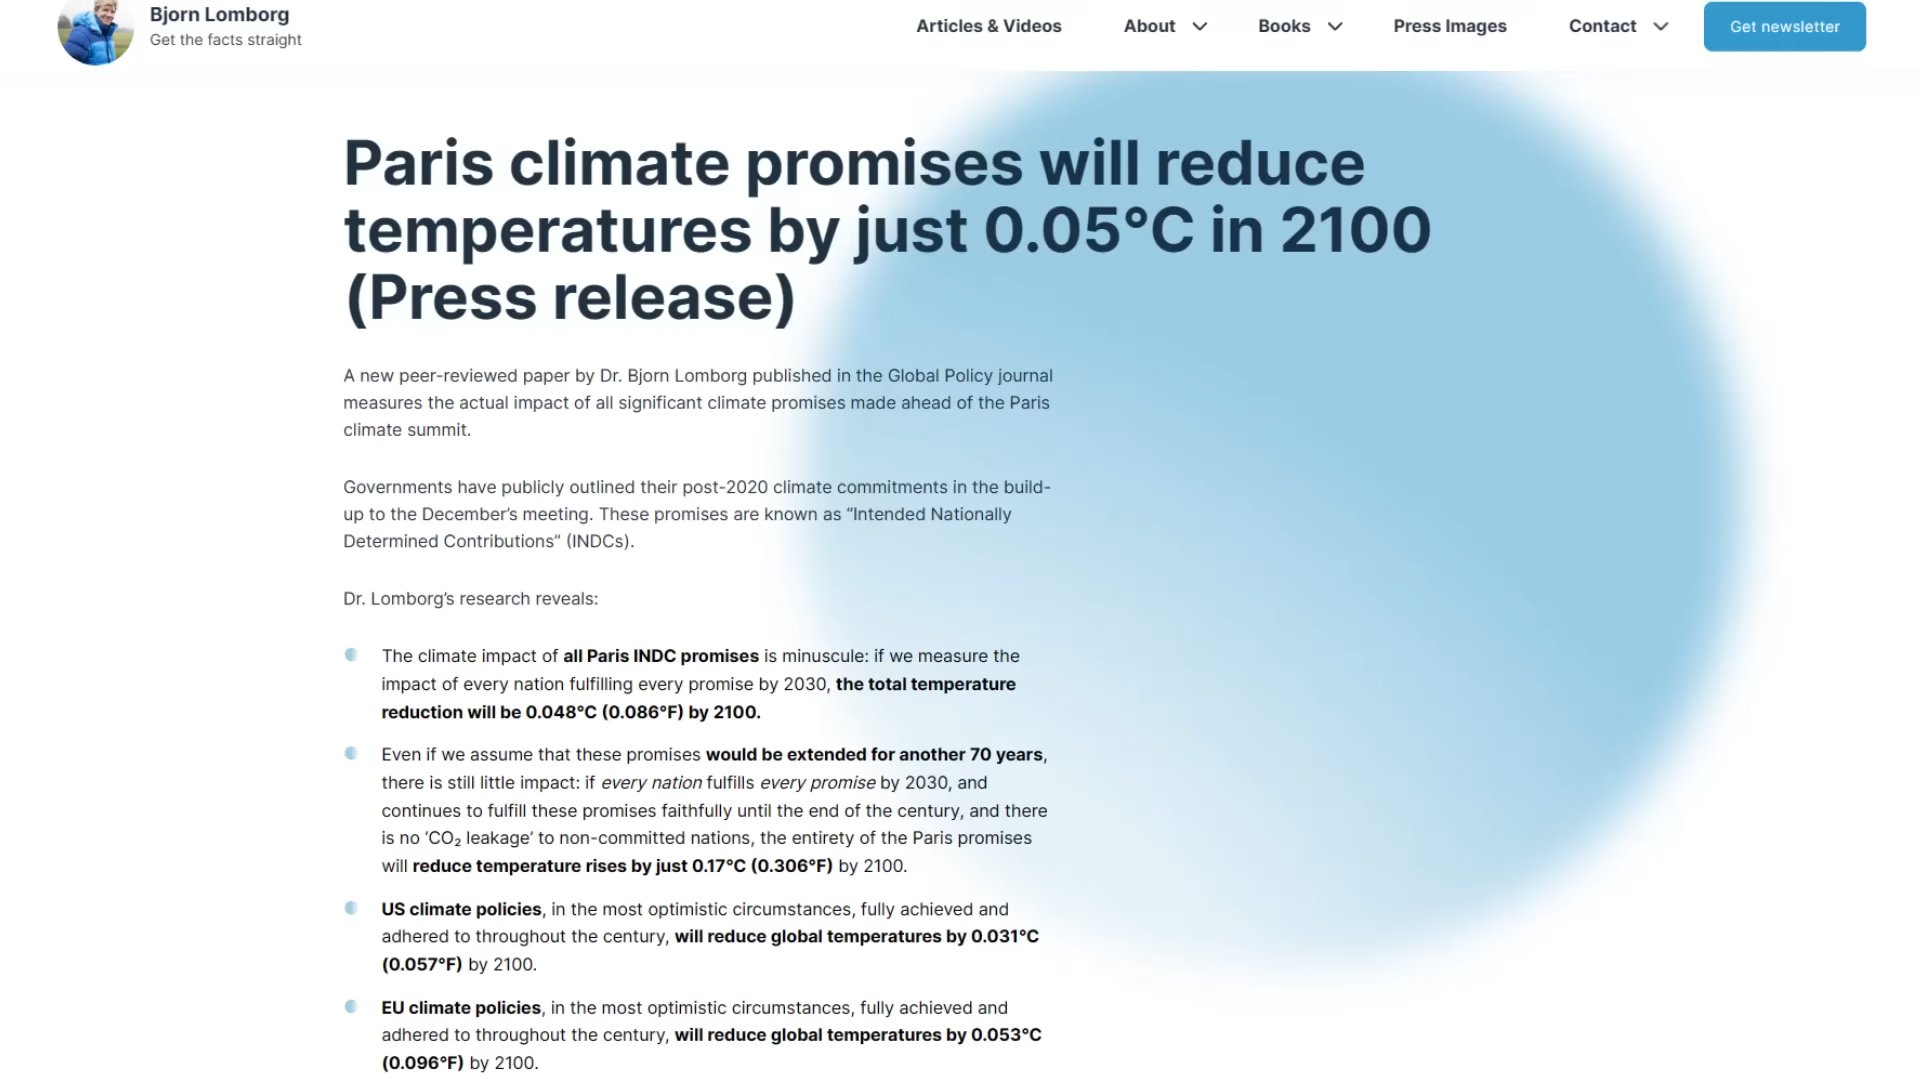 Bjorn Lomborg
Get the facts straight
Articles & Videos
About
Books
Press Images
Contact
Get newsletter
Paris climate promises will reduce
temperatures by just 0.05°C in 2100
(Press release)
A new peer-reviewed paper by Dr. Bjorn Lomborg published in the Global Policy journal
measures the actual impact of all significant climate promises made ahead of the Paris
climate summit.
Governments have publicly outlined their post-2020 climate commitments in the build-
up to the December’s meeting. These promises are known as “Intended Nationally
Determined Contributions” (INDCs).
Dr. Lomborg’s research reveals:
The climate impact of all Paris INDC promises is minuscule: if we measure the
impact of every nation fulfilling every promise by 2030, the total temperature
reduction will be 0.048°C (0.086°F) by 2100.
Even if we assume that these promises would be extended for another 70 years,
there is still little impact: if every nation fulfills every promise by 2030, and
continues to fulfill these promises faithfully until the end of the century, and there
is no ‘CO₂ leakage’ to non-committed nations, the entirety of the Paris promises
will reduce temperature rises by just 0.17°C (0.306°F) by 2100.
US climate policies, in the most optimistic circumstances, fully achieved and
adhered to throughout the century, will reduce global temperatures by 0.031°C
(0.057°F) by 2100.
EU climate policies, in the most optimistic circumstances, fully achieved and
adhered to throughout the century, will reduce global temperatures by 0.053°C
(0.096°F) by 2100.